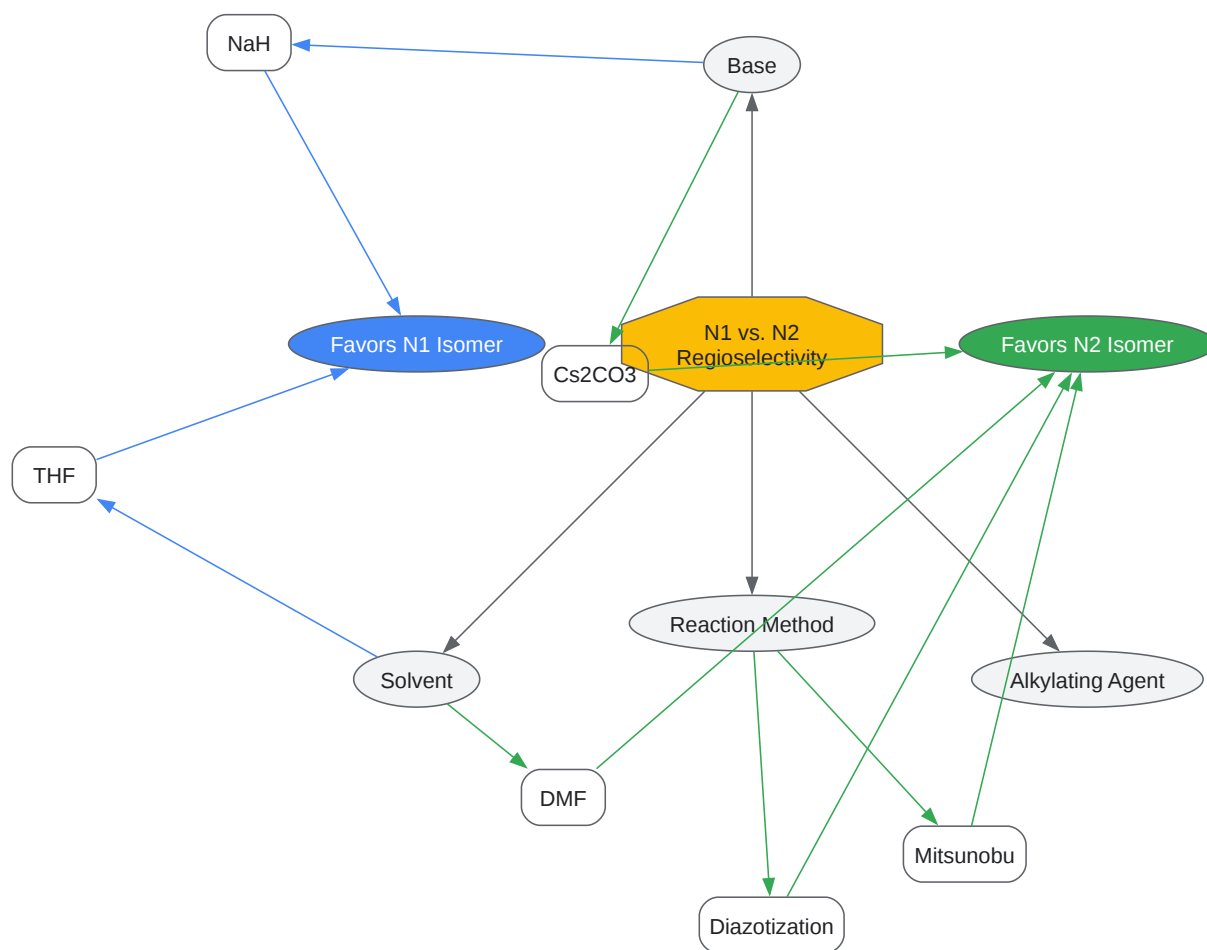 NaH
Base
N1 vs. N2
Regioselectivity
Favors N1 Isomer
Favors N2 Isomer
Cs2CO3
THF
Reaction Method
Solvent
Alkylating Agent
DMF
Mitsunobu
Diazotization